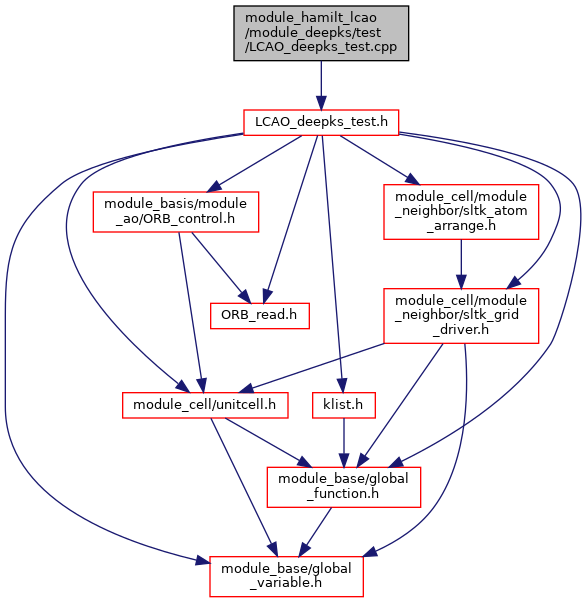 module_hamilt_lcao
/module_deepks/test
/LCAO_deepks_test.cpp
LCAO_deepks_test.h
module_basis/module
_ao/ORB_control.h
module_cell/module
_neighbor/sltk_atom
_arrange.h
ORB_read.h
module_cell/module
_neighbor/sltk_grid
_driver.h
module_cell/unitcell.h
klist.h
module_base/global
_function.h
module_base/global
_variable.h